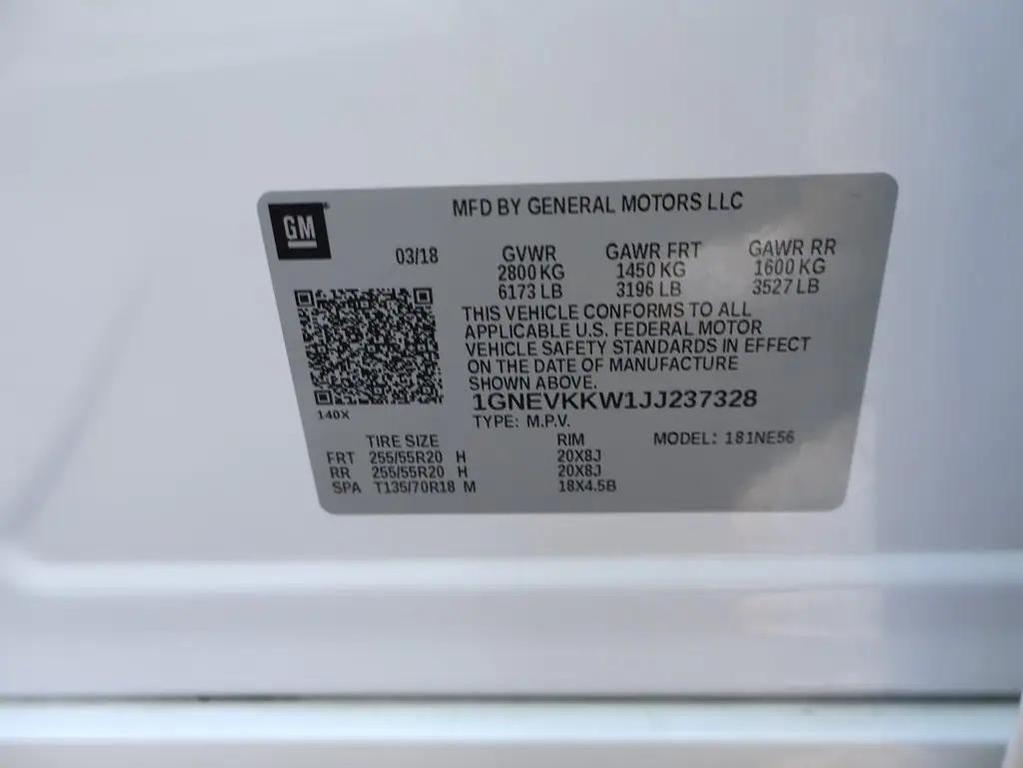 GM
MFD BY GENERAL MOTORS LLC
03/18 GVWR GAWR FRT GAWR RR
2800 KG 1450 KG 1600 KG
6173 LB 3196 LB 3527 LB
THIS VEHICLE CONFORMS TO ALL
APPLICABLE U.S. FEDERAL MOTOR
VEHICLE SAFETY STANDARDS IN EFFECT
ON THE DATE OF MANUFACTURE
SHOWN ABOVE.
1GNEVKKW1JJ237328
140X
TYPE: M.P.V.
TIRE SIZE RIM MODEL: 181NE56
FRT 255/55R20 H 20X8J
RR 255/55R20 H 20X8J
SPA T135/70R18 M 18X4.5B